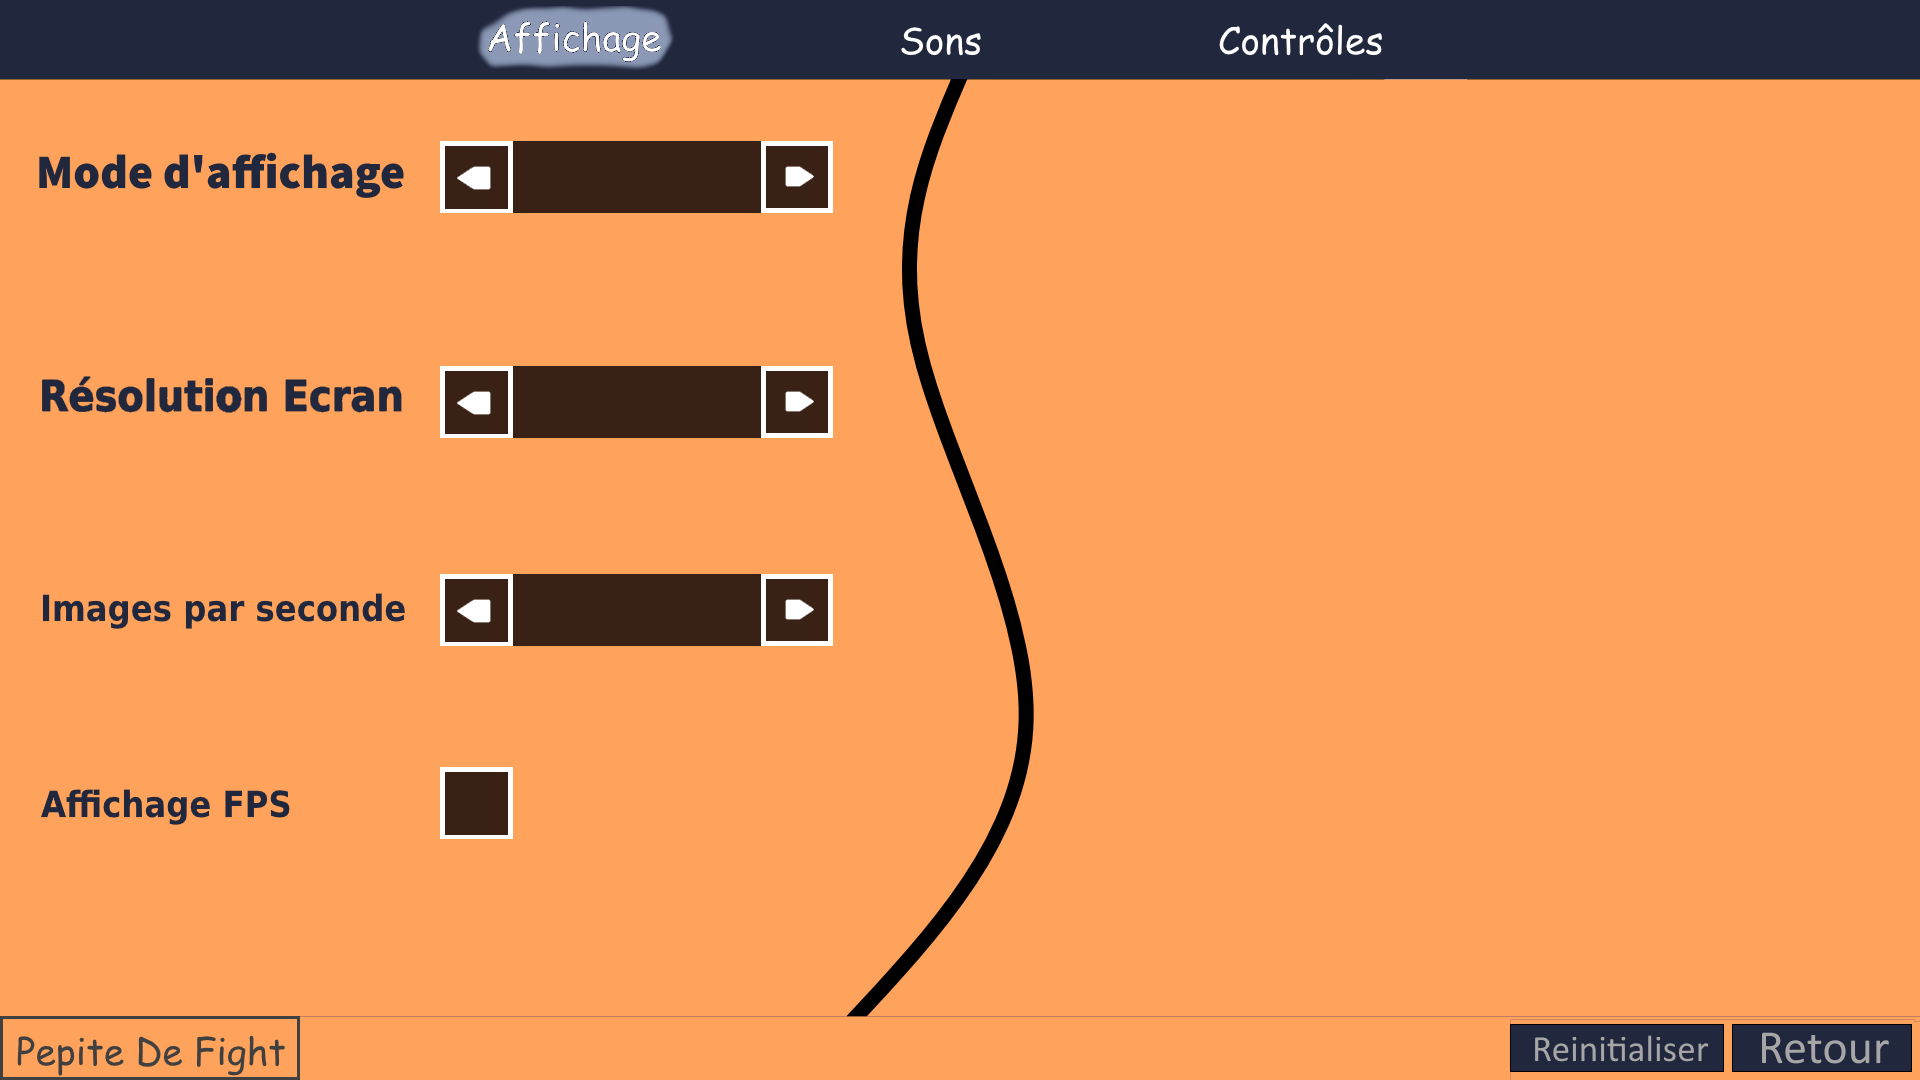 Affichage Sons Contrôles
Mode d'affichage
Résolution Ecran
Images par seconde
Affichage FPS
Pepite De Fight Reinitialiser Retour